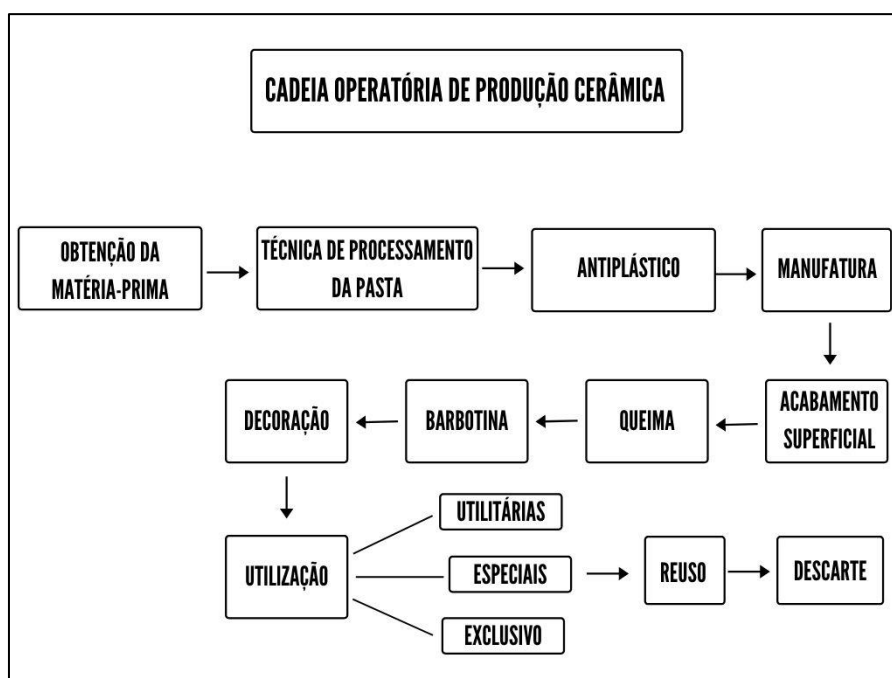 CADEIA OPERATÓRIA DE PRODUÇÃO CERÂMICA
OBTENÇÃO DA
MATÉRIA-PRIMA
TÉCNICA DE PROCESSAMENTO
DA PASTA
ANTIPLÁSTICO
MANUFATURA
ACABAMENTO
SUPERFICIAL
QUEIMA
BARBOTINA
DECORAÇÃO
UTILIZAÇÃO
UTILITÁRIAS
ESPECIAIS
EXCLUSIVO
REUSO
DESCARTE